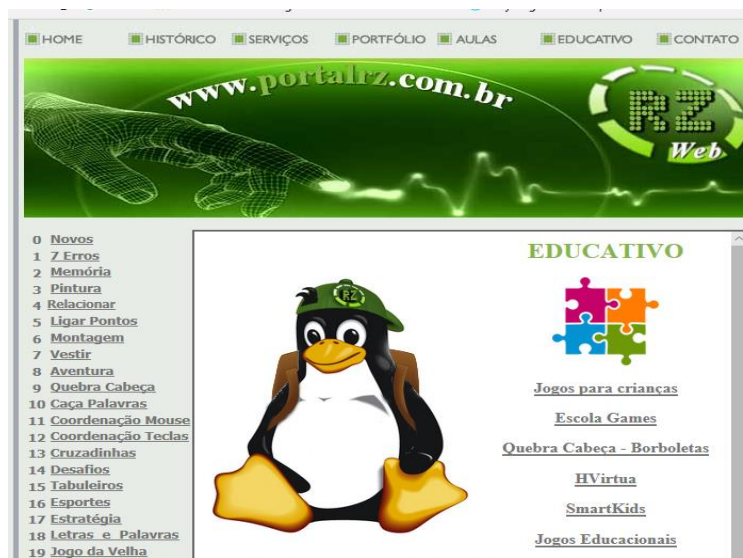 HOME HISTÓRICO SERVIÇOS PORTFÓLIO AULAS EDUCATIVO CONTATO
www.portalrz.com.br
RZ
Web
0 Novos
1 7 Erros
2 Memória
3 Pintura
4 Relacionar
5 Ligar Pontos
6 Montagem
7 Vestir
8 Aventura
9 Quebra Cabeça
10 Caça Palavras
11 Coordenação Mouse
12 Coordenação Teclas
13 Cruzadinhas
14 Desafios
15 Tabuleiros
16 Esportes
17 Estratégia
18 Letras e Palavras
19 Jogo da Velha
RZ
EDUCATIVO
Jogos para crianças
Escola Games
Quebra Cabeça - Borboletas
HVirtua
SmartKids
Jogos Educacionais